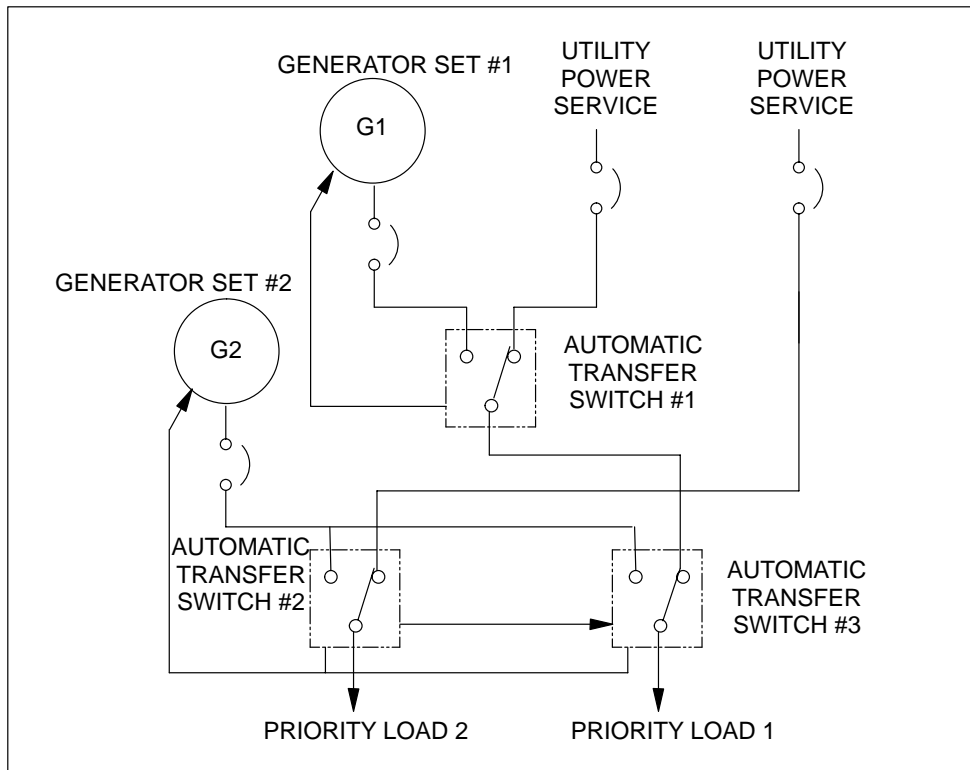 GENERATOR SET #1
UTILITY
POWER
SERVICE
UTILITY
POWER
SERVICE
G1
GENERATOR SET #2
G2
AUTOMATIC
TRANSFER
SWITCH #1
AUTOMATIC
TRANSFER
SWITCH #2
AUTOMATIC
TRANSFER
SWITCH #3
PRIORITY LOAD 2
PRIORITY LOAD 1